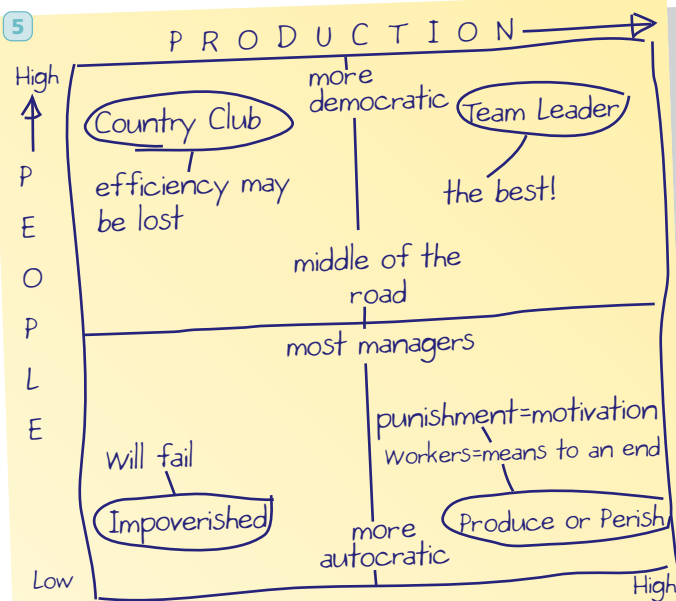 5
PRODUCTION
High
more
democratic
Country Club
Team Leader
PEOPLE
efficiency may
be lost
the best!
middle of the
road
most managers
punishment=motivation
workers=means to an end
will fail
Impoverished
Produce or Perish
more
autocratic
Low
High